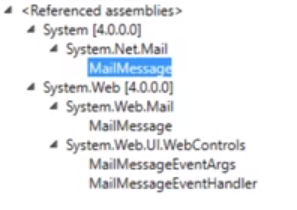 <Referenced assemblies>
System [4.0.0.0]
System.Net.Mail
MailMessage
System.Web [4.0.0.0]
System.Web.Mail
MailMessage
System.Web.UI.WebControls
MailMessageEventArgs
MailMessageEventHandler